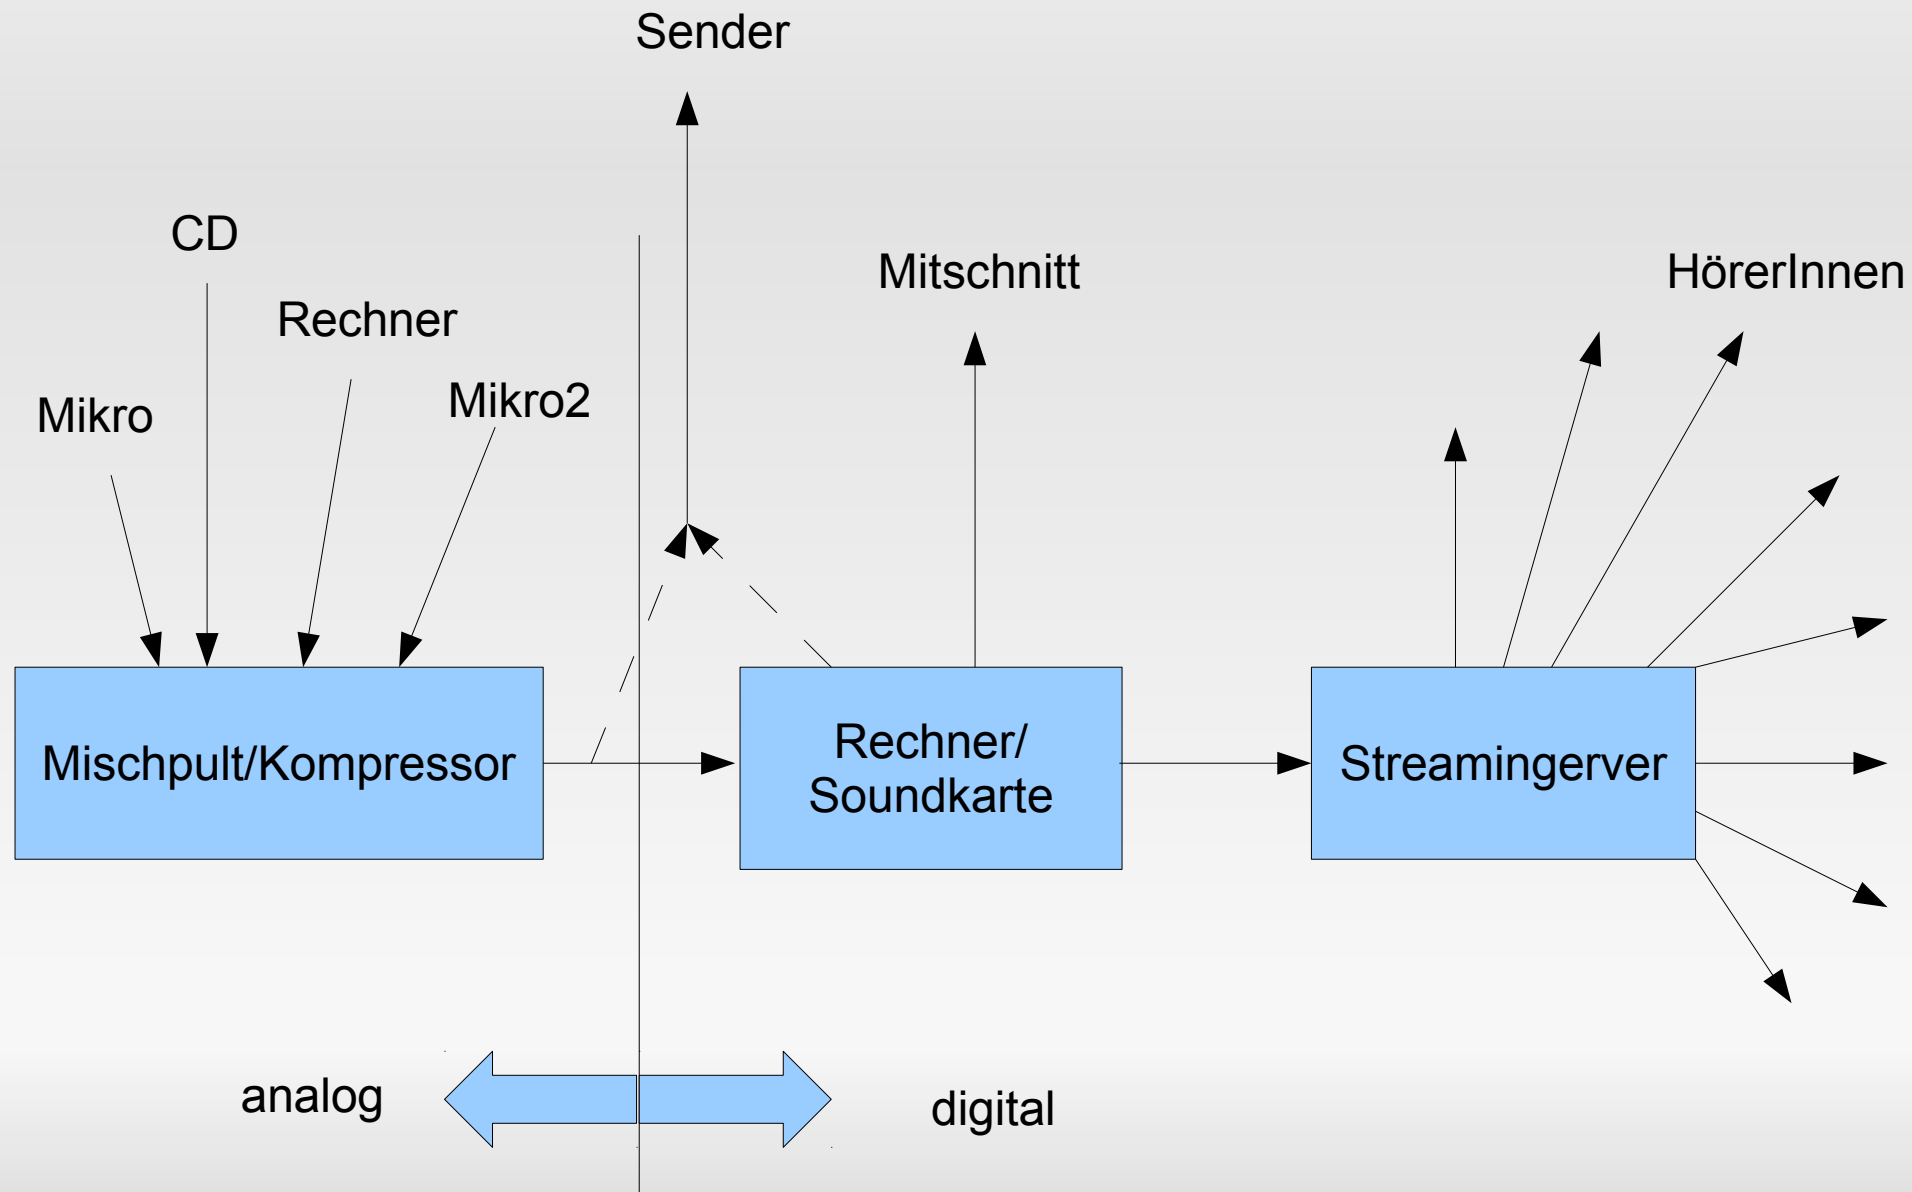 Sender
CD
Rechner
Mikro
Mikro2
Mitschnitt
HörerInnen
Mischpult/Kompressor
Rechner/
Soundkarte
Streamingerver
analog
digital